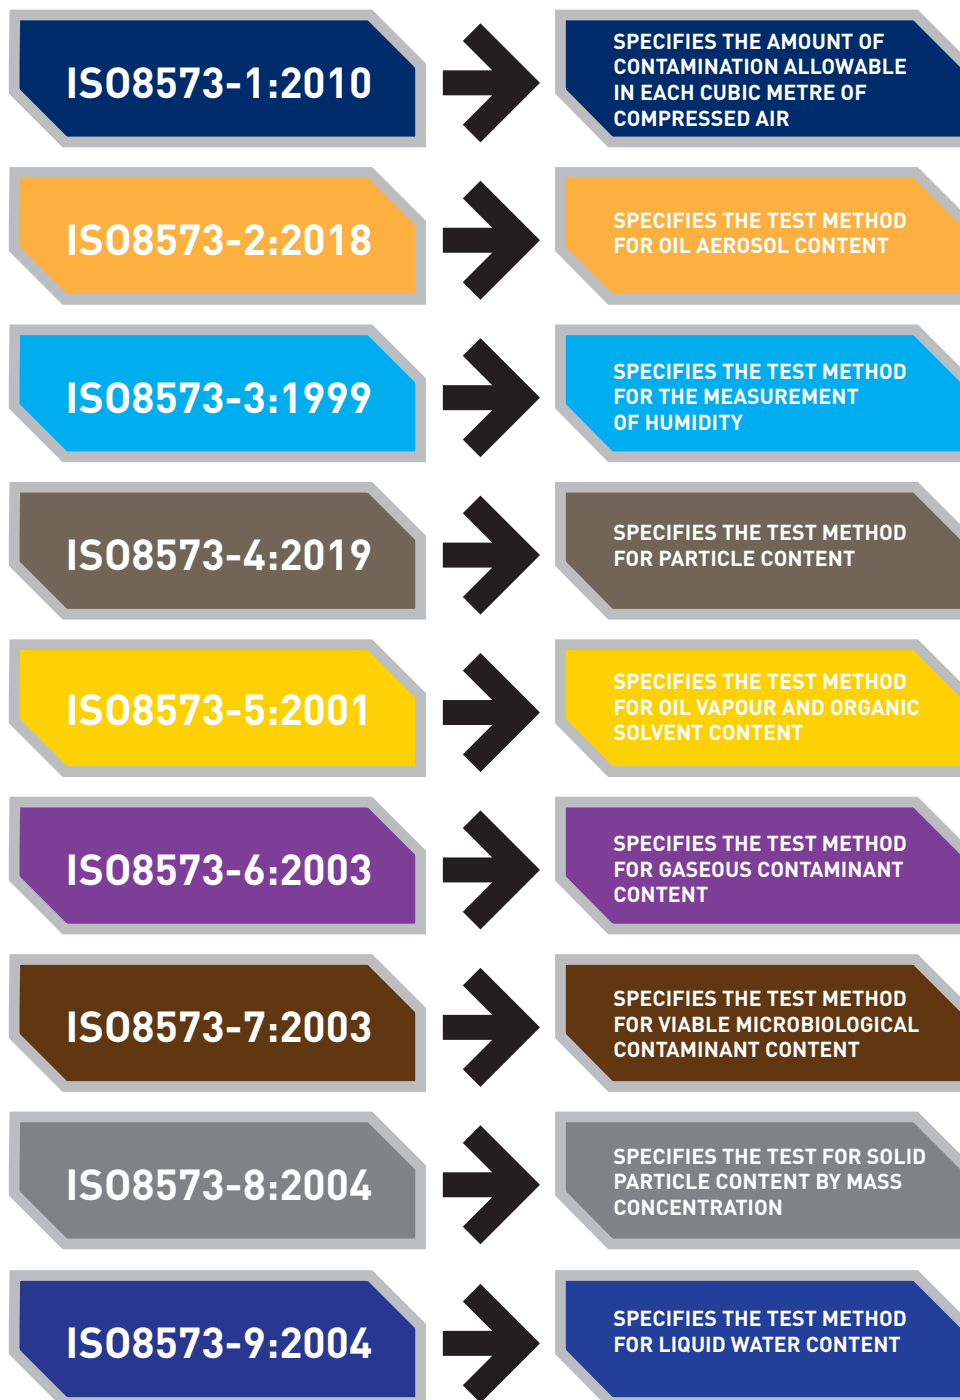 ISO8573-1:2010
SPECIFIES THE AMOUNT OF
CONTAMINATION ALLOWABLE
IN EACH CUBIC METRE OF
COMPRESSED AIR
ISO8573-2:2018
SPECIFIES THE TEST METHOD
FOR OIL AEROSOL CONTENT
ISO8573-3:1999
SPECIFIES THE TEST METHOD
FOR THE MEASUREMENT
OF HUMIDITY
ISO8573-4:2019
SPECIFIES THE TEST METHOD
FOR PARTICLE CONTENT
ISO8573-5:2001
SPECIFIES THE TEST METHOD
FOR OIL VAPOUR AND ORGANIC
SOLVENT CONTENT
ISO8573-6:2003
SPECIFIES THE TEST METHOD
FOR GASEOUS CONTAMINANT
CONTENT
ISO8573-7:2003
SPECIFIES THE TEST METHOD
FOR VIABLE MICROBIOLOGICAL
CONTAMINANT CONTENT
ISO8573-8:2004
SPECIFIES THE TEST FOR SOLID
PARTICLE CONTENT BY MASS
CONCENTRATION
ISO8573-9:2004
SPECIFIES THE TEST METHOD
FOR LIQUID WATER CONTENT